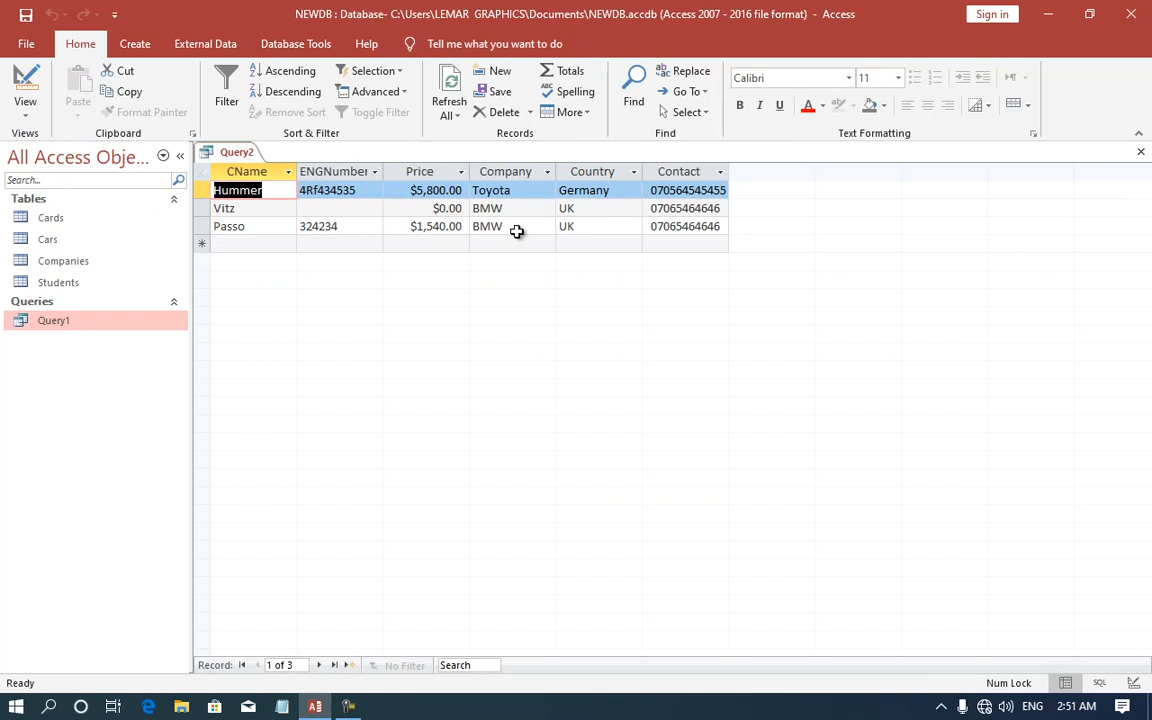 NEWDB : Database- C:\Users\LEMAR GRAPHICS\Documents\NEWDB.accdb (Access 2007 - 2016 file format) - Access
Sign in
File Home Create External Data Database Tools Help Tell me what you want to do
View
Views
Paste
Cut
Copy
Format Painter
Clipboard
Filter
Ascending
Descending
Remove Sort
Selection
Advanced
Toggle Filter
Sort & Filter
Refresh
All
New
Save
Delete
Totals
Spelling
More
Records
Find
Replace
Go To
Select
Find
Calibri 11
B I U A
Text Formatting
All Access Obje...
Search...
Tables
Cards
Cars
Companies
Students
Queries
Query1
Query2
CName ENGNumber Price Company Country Contact
Hummer 4Rf434535 $5,800.00 Toyota Germany 070564545455
Vitz $0.00 BMW UK 07065464646
Passo 324234 $1,540.00 BMW UK 07065464646
Record: 1 of 3 No Filter Search
Ready
Num Lock SQL
ENG 2:51 AM